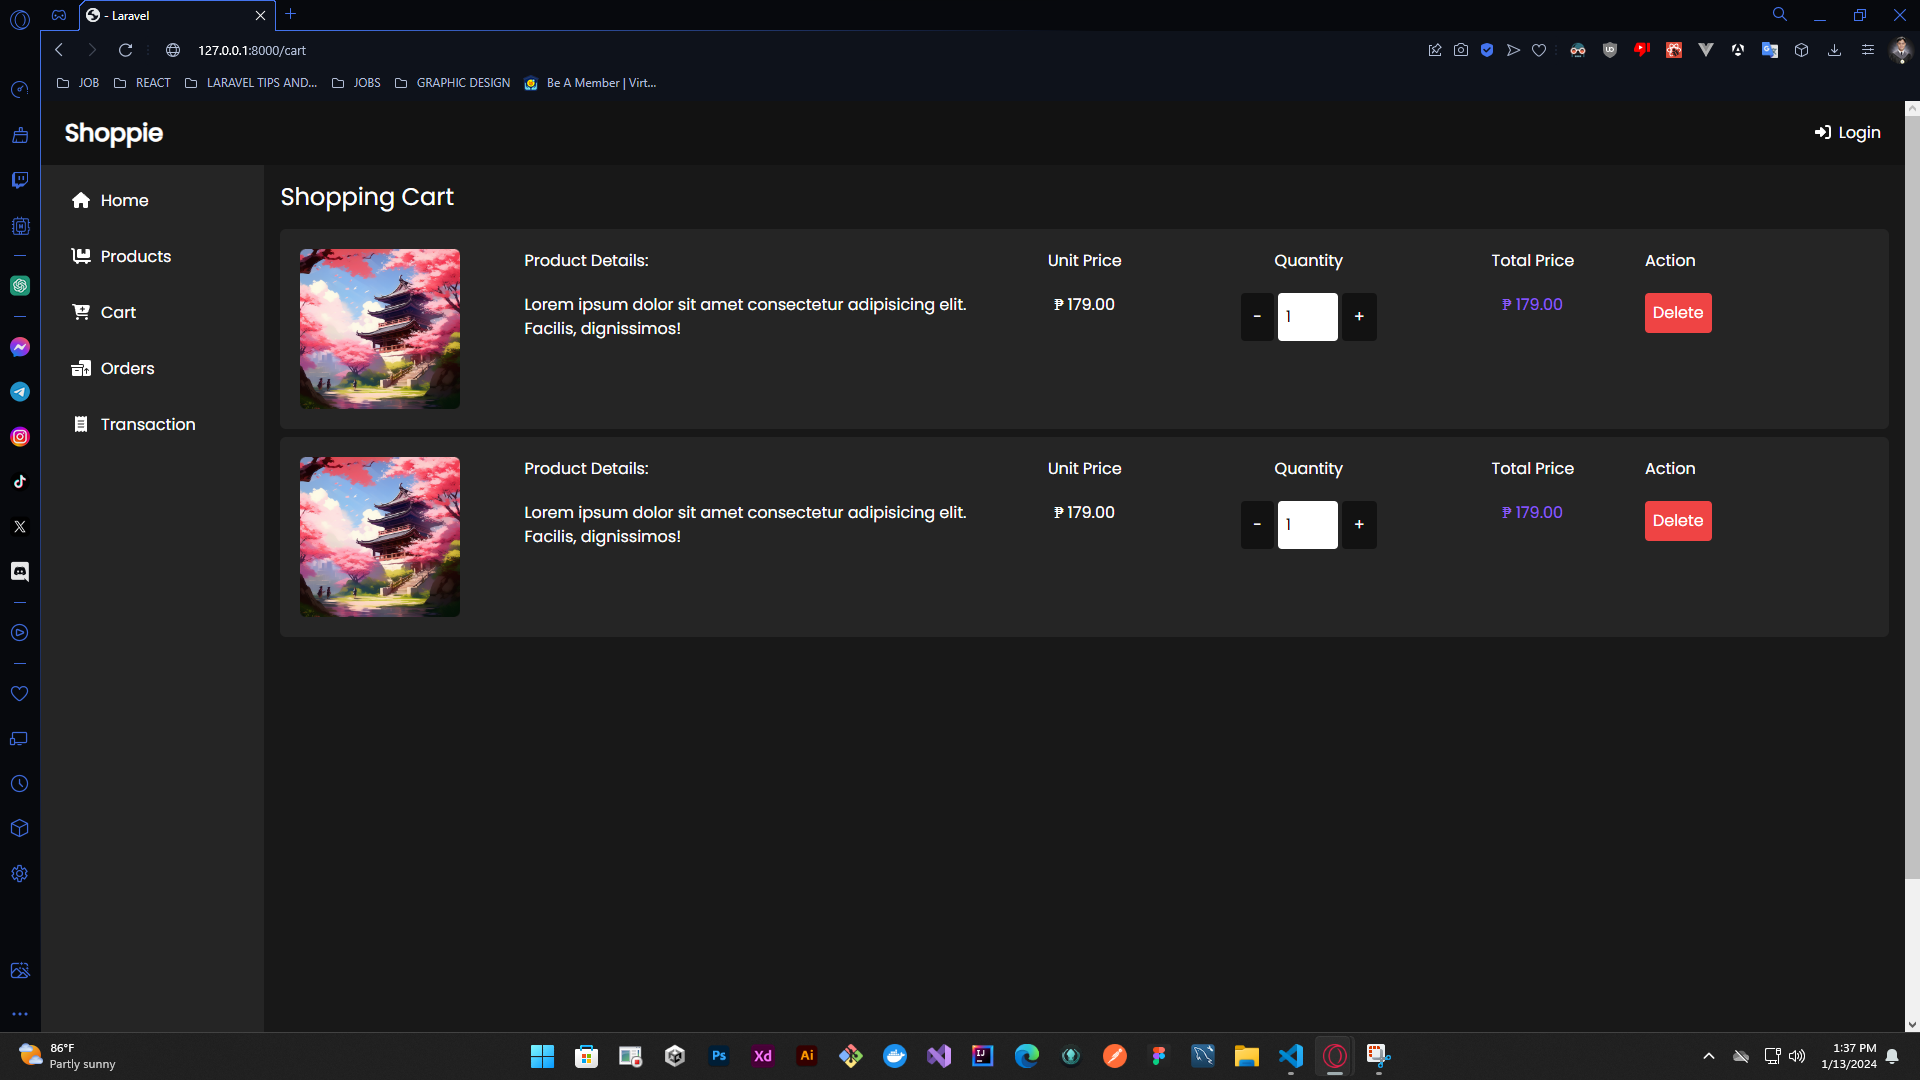 - Laravel
127.0.0.1:8000/cart
JOB
REACT
LARAVEL TIPS AND...
JOBS
GRAPHIC DESIGN
Be A Member | Virt...
Shoppie
Login
Home
Products
Cart
Orders
Transaction
Shopping Cart
Product Details:
Unit Price
Quantity
Total Price
Action
Lorem ipsum dolor sit amet consectetur adipisicing elit.
Facilis, dignissimos!
₱ 179.00
- 1 +
₱ 179.00
Delete
Product Details:
Unit Price
Quantity
Total Price
Action
Lorem ipsum dolor sit amet consectetur adipisicing elit.
Facilis, dignissimos!
₱ 179.00
- 1 +
₱ 179.00
Delete
86°F
Partly sunny
Ps
Xd
Ai
IJ
1:37 PM
1/13/2024